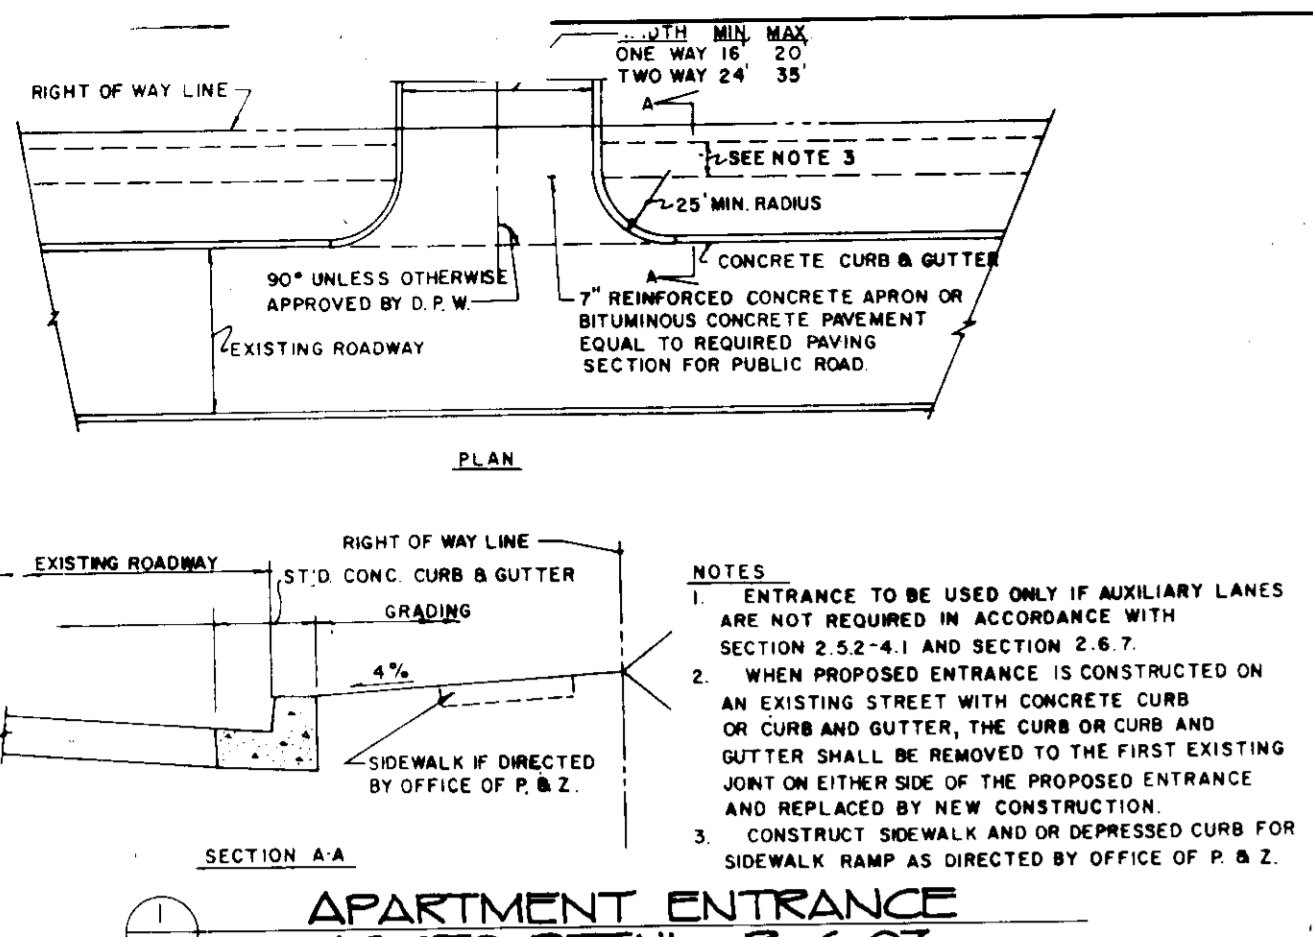 MIN. MAX.
ONE WAY 16' 20'
TWO WAY 24' 35'
RIGHT OF WAY LINE
A
SEE NOTE 3
25' MIN. RADIUS
CONCRETE CURB & GUTTER
A
90° UNLESS OTHERWISE
APPROVED BY D.P.W.
7" REINFORCED CONCRETE APRON OR
BITUMINOUS CONCRETE PAVEMENT
EQUAL TO REQUIRED PAVING
SECTION FOR PUBLIC ROAD.
EXISTING ROADWAY
PLAN
RIGHT OF WAY LINE
EXISTING ROADWAY
ST'D. CONC. CURB & GUTTER
GRADING
4%
SIDEWALK IF DIRECTED
BY OFFICE OF P. & Z.
SECTION A-A
NOTES
1. ENTRANCE TO BE USED ONLY IF AUXILIARY LANES
ARE NOT REQUIRED IN ACCORDANCE WITH
SECTION 2.5.2-4.1 AND SECTION 2.6.7.
2. WHEN PROPOSED ENTRANCE IS CONSTRUCTED ON
AN EXISTING STREET WITH CONCRETE CURB
OR CURB AND GUTTER, THE CURB OR CURB AND
GUTTER SHALL BE REMOVED TO THE FIRST EXISTING
JOINT ON EITHER SIDE OF THE PROPOSED ENTRANCE
AND REPLACED BY NEW CONSTRUCTION.
3. CONSTRUCT SIDEWALK AND OR DEPRESSED CURB FOR
SIDEWALK RAMP AS DIRECTED BY OFFICE OF P. & Z.
1
APARTMENT ENTRANCE